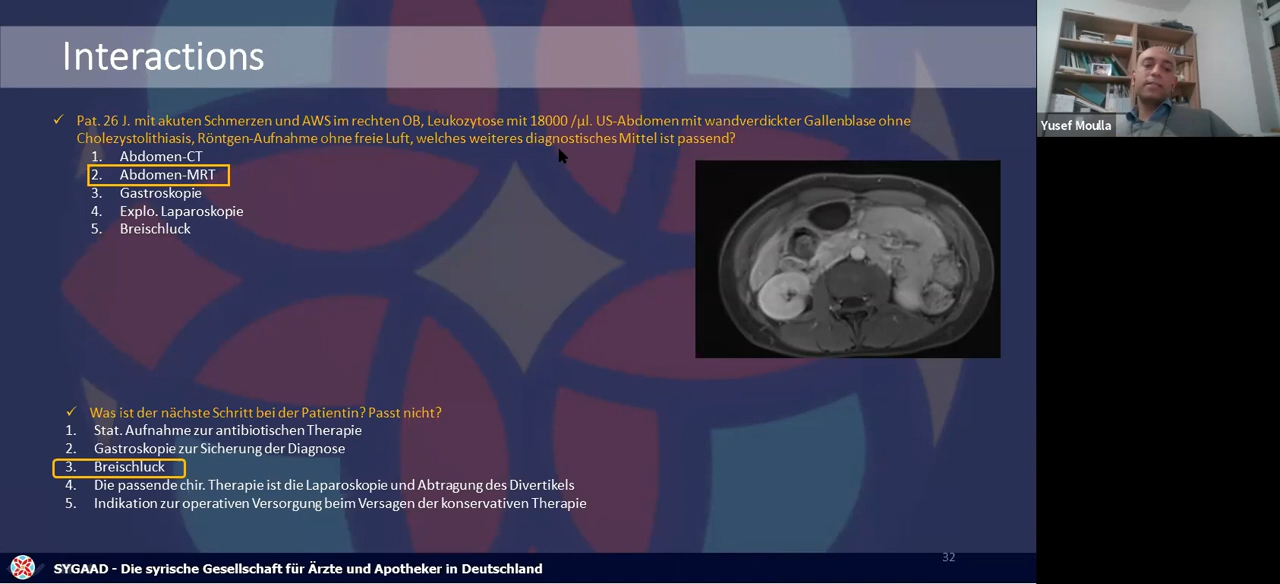 Interactions
Pat. 26 J. mit akuten Schmerzen und AWS im rechten OB, Leukozytose mit 18000 /µl. US-Abdomen mit wandverdickter Gallenblase ohne
Cholezystolithiasis, Röntgen-Aufnahme ohne freie Luft, welches weiteres diagnostisches Mittel ist passend?
1. Abdomen-CT
2. Abdomen-MRT
3. Gastroskopie
4. Explo. Laparoskopie
5. Breischluck
Was ist der nächste Schritt bei der Patientin? Passt nicht?
1. Stat. Aufnahme zur antibiotischen Therapie
2. Gastroskopie zur Sicherung der Diagnose
3. Breischluck
4. Die passende chir. Therapie ist die Laparoskopie und Abtragung des Divertikels
5. Indikation zur operativen Versorgung beim Versagen der konservativen Therapie
32
SYGAAD - Die syrische Gesellschaft für Ärzte und Apotheker in Deutschland
Yusef Moulla